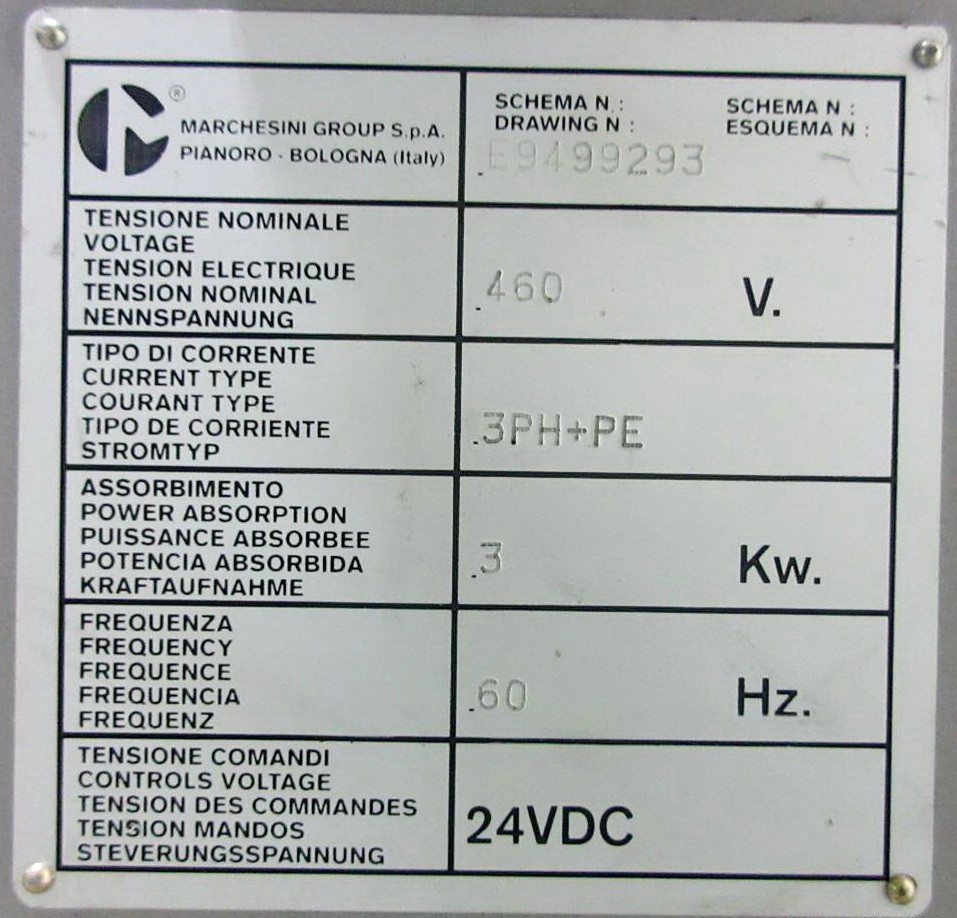 ®
MARCHESINI GROUP S.p.A.
PIANORO - BOLOGNA (Italy)
SCHEMA N.:
DRAWING N :
SCHEMA N :
ESQUEMA N :
.E9499293
TENSIONE NOMINALE
VOLTAGE
TENSION ELECTRIQUE
TENSION NOMINAL
NENNSPANNUNG
.460
V.
TIPO DI CORRENTE
CURRENT TYPE
COURANT TYPE
TIPO DE CORRIENTE
STROMTYP
.3PH+PE
ASSORBIMENTO
POWER ABSORPTION
PUISSANCE ABSORBEE
POTENCIA ABSORBIDA
KRAFTAUFNAHME
.3
Kw.
FREQUENZA
FREQUENCY
FREQUENCE
FREQUENCIA
FREQUENZ
.60
Hz.
TENSIONE COMANDI
CONTROLS VOLTAGE
TENSION DES COMMANDES
TENSION MANDOS
STEVERUNGSSPANNUNG
24VDC